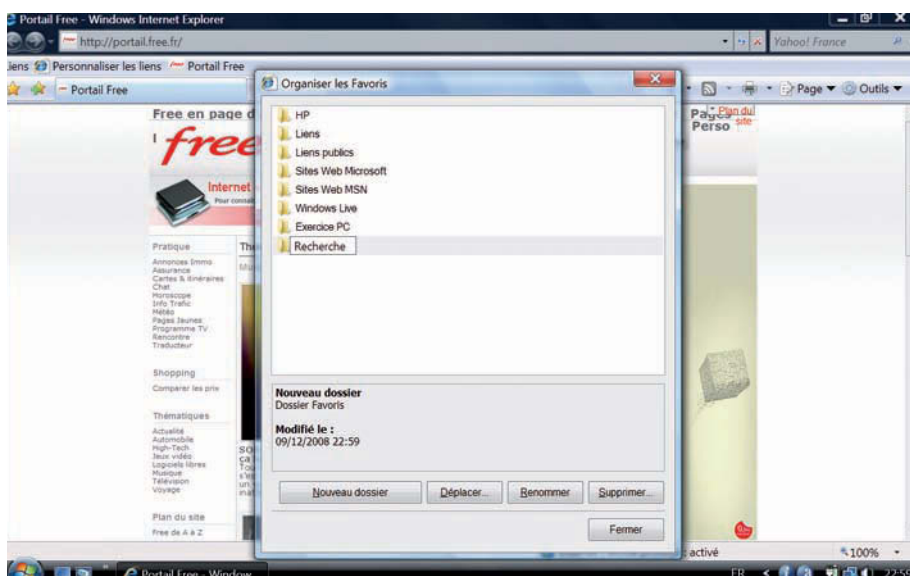 Portail Free - Windows Internet Explorer
http://portail.free.fr/
Yahoo! France
Liens Personnaliser les liens Portail Free
Portail Free
Page Outils
Free en page d
free
Internet
Pages Perso
Plan du site
Organiser les Favoris
HP
Liens
Liens publics
Sites Web Microsoft
Sites Web MSN
Windows Live
Exercice PC
Recherche
Nouveau dossier
Dossier Favoris
Modifié le :
09/12/2008 22:59
Nouveau dossier Déplacer... Renommer Supprimer...
Fermer
Pratique
Annonces Immo
Assurance
Cartes & itinéraires
Chat
Horoscope
Info Trafic
Météo
Pages Jaunes
Programme TV
Rencontre
Traducteur
Shopping
Comparer les prix
Thématiques
Actualité
Automobile
High-Tech
Jeux vidéo
Logiciels libres
Musique
Télévision
Voyage
Plan du site
Free de A à Z
activé
100%
Portail Free - Window
FR
22:59